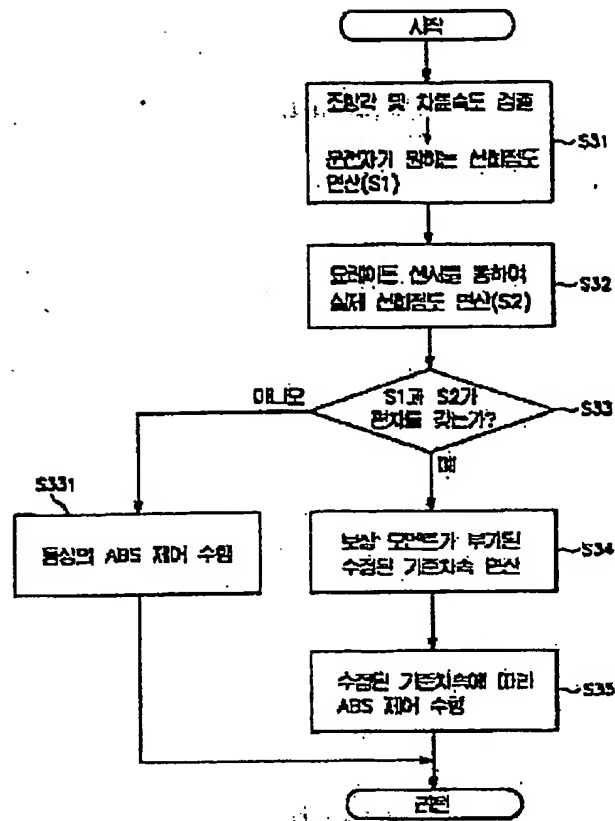 시작
조향각 및 차륜속도 검출
S31
운전자가 원하는 선회정도
연산(S1)
요레이트 센서를 통하여
실제 선회정도 연산(S2)
S32
아니오
S1과 S2가
편차를 갖는가?
S33
예
S331
통상의 ABS 제어 수행
보상 모멘트가 부가된
수정된 기준차속 연산
S34
수정된 기준차속에 따라
ABS 제어 수행
S35
리턴